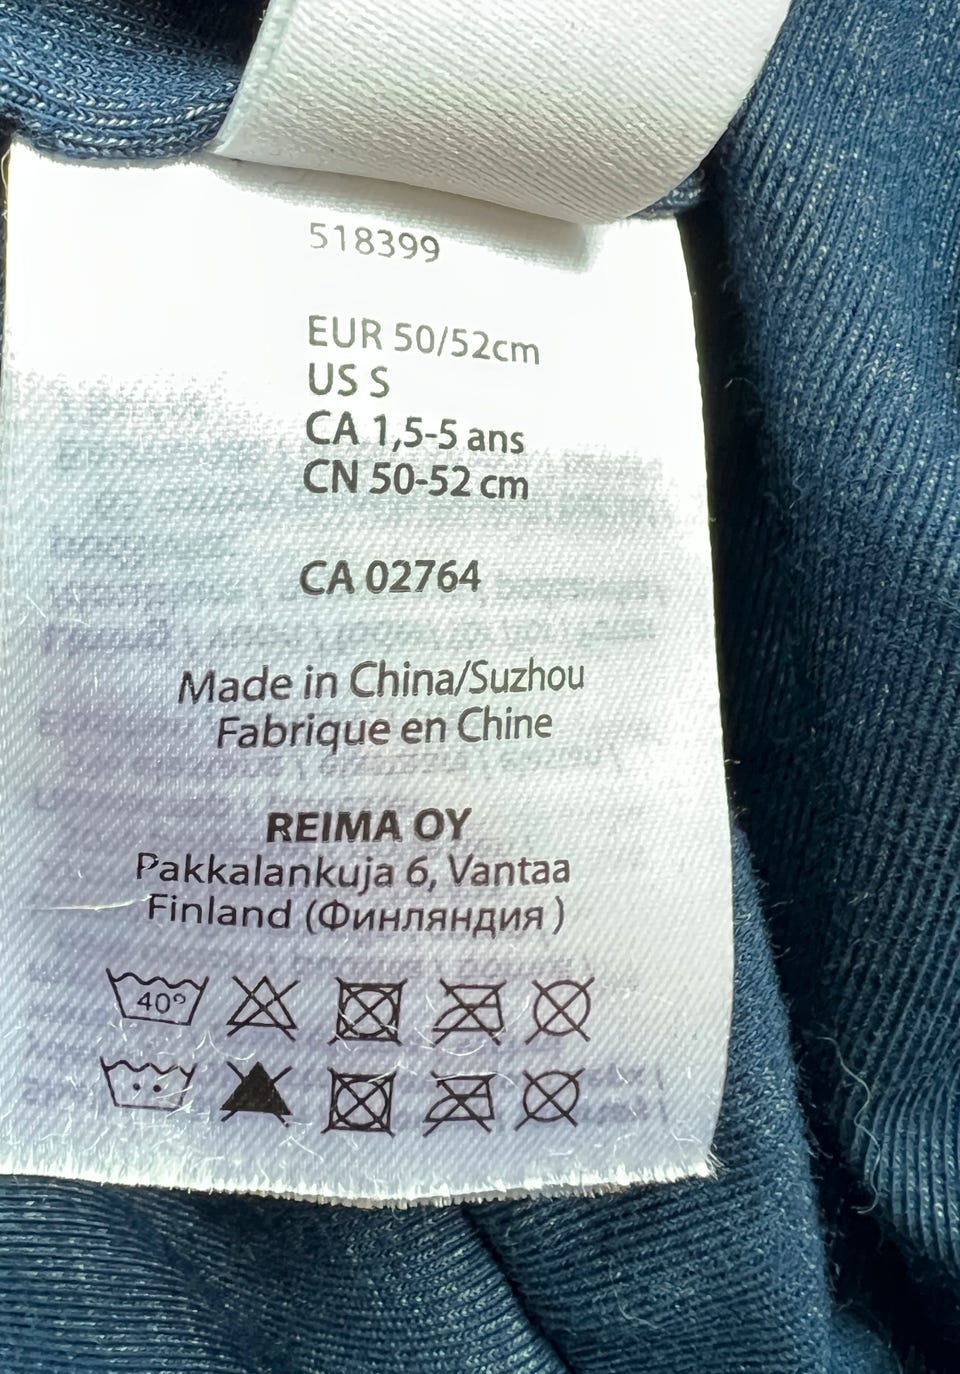 518399
EUR 50/52cm
US S
CA 1,5-5 ans
CN 50-52 cm
CA 02764
Made in China/Suzhou
Fabrique en Chine
REIMA OY
Pakkalankuja 6, Vantaa
Finland (Финляндия)
40°